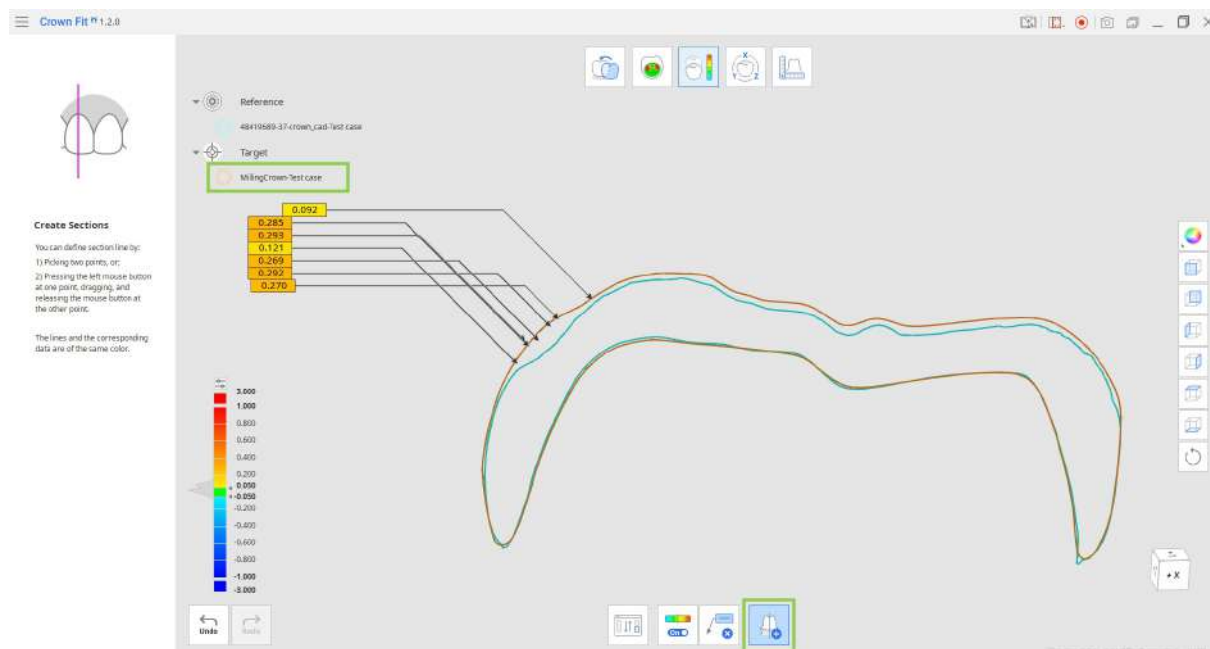 Crown Fit 1.2.0
Create Sections
You can define section line by:
1) Picking two points, or;
2) Pressing the left mouse button
at one point, dragging, and
releasing the mouse button at
the other point.
The lines and the corresponding
data are of the same color.
Reference
48419689-37-crown_cad-Test case
Target
MillingCrown-Test case
0.092
0.285
0.293
0.121
0.269
0.292
0.270
3.000
1.000
0.800
0.600
0.400
0.200
0.050
-0.050
-0.200
-0.400
-0.600
-0.800
-1.000
-3.000
X
Y
Z
Undo
Redo
On
+X